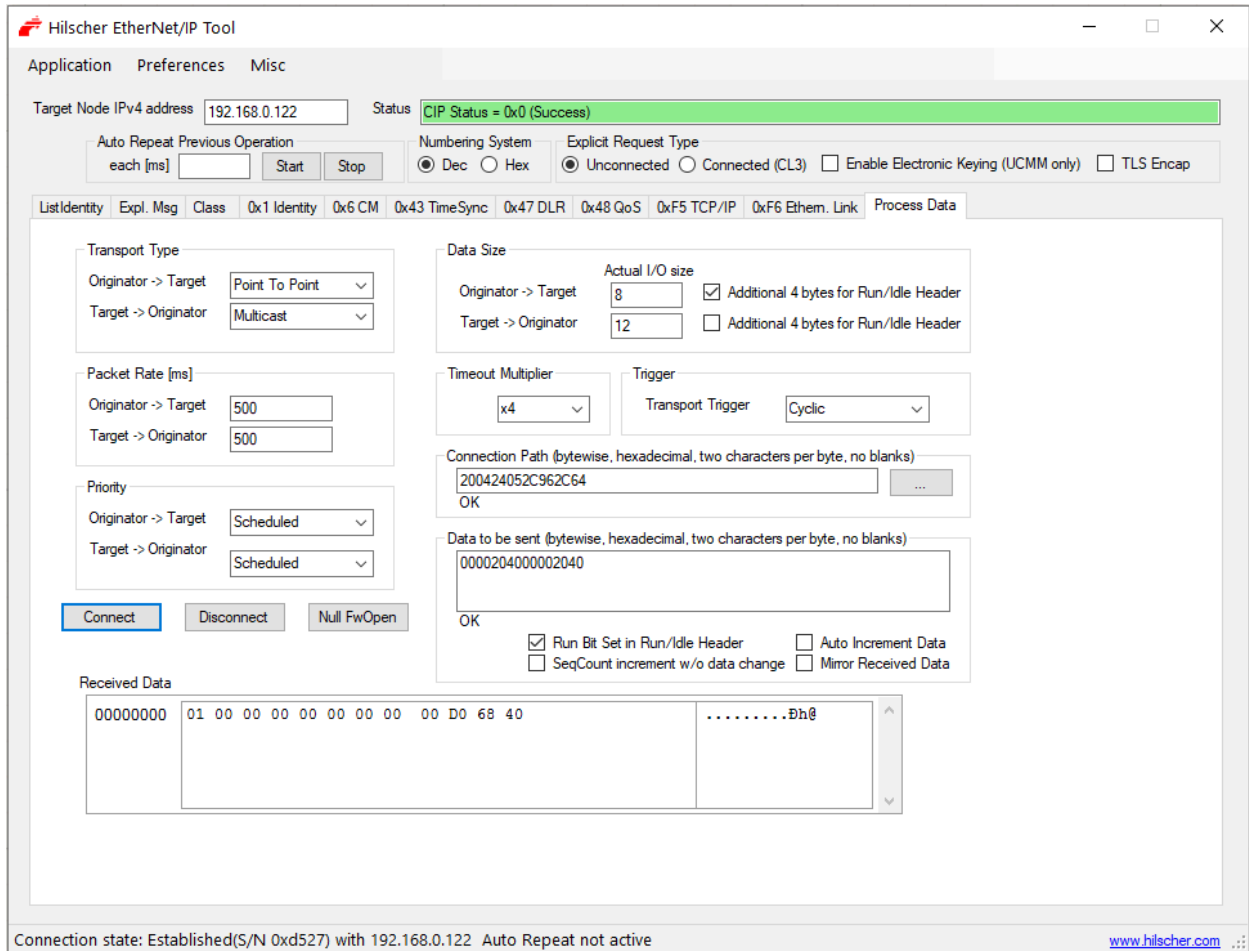 Hilscher EtherNet/IP Tool
Application Preferences Misc
Target Node IPv4 address 192.168.0.122 Status CIP Status = 0x0 (Success)
Auto Repeat Previous Operation Numbering System Explicit Request Type
each [ms] Start Stop Dec Hex Unconnected Connected (CL3) Enable Electronic Keying (UCMM only) TLS Encap
ListIdentity Expl. Msg Class 0x1 Identity 0x6 CM 0x43 TimeSync 0x47 DLR 0x48 QoS 0xF5 TCP/IP 0xF6 Ethern. Link Process Data
Transport Type
Originator -> Target Point To Point
Target -> Originator Multicast
Data Size
Actual I/O size
Originator -> Target 8 Additional 4 bytes for Run/Idle Header
Target -> Originator 12 Additional 4 bytes for Run/Idle Header
Packet Rate [ms]
Originator -> Target 500
Target -> Originator 500
Timeout Multiplier
x4
Trigger
Transport Trigger Cyclic
Connection Path (bytewise, hexadecimal, two characters per byte, no blanks)
200424052C962C64 ...
OK
Priority
Originator -> Target Scheduled
Target -> Originator Scheduled
Data to be sent (bytewise, hexadecimal, two characters per byte, no blanks)
0000204000002040
OK
Connect Disconnect Null FwOpen
Run Bit Set in Run/Idle Header Auto Increment Data
SeqCount increment w/o data change Mirror Received Data
Received Data
00000000 01 00 00 00 00 00 00 00 00 D0 68 40 .........Ðh@
Connection state: Established(S/N 0xd527) with 192.168.0.122 Auto Repeat not active www.hilscher.com